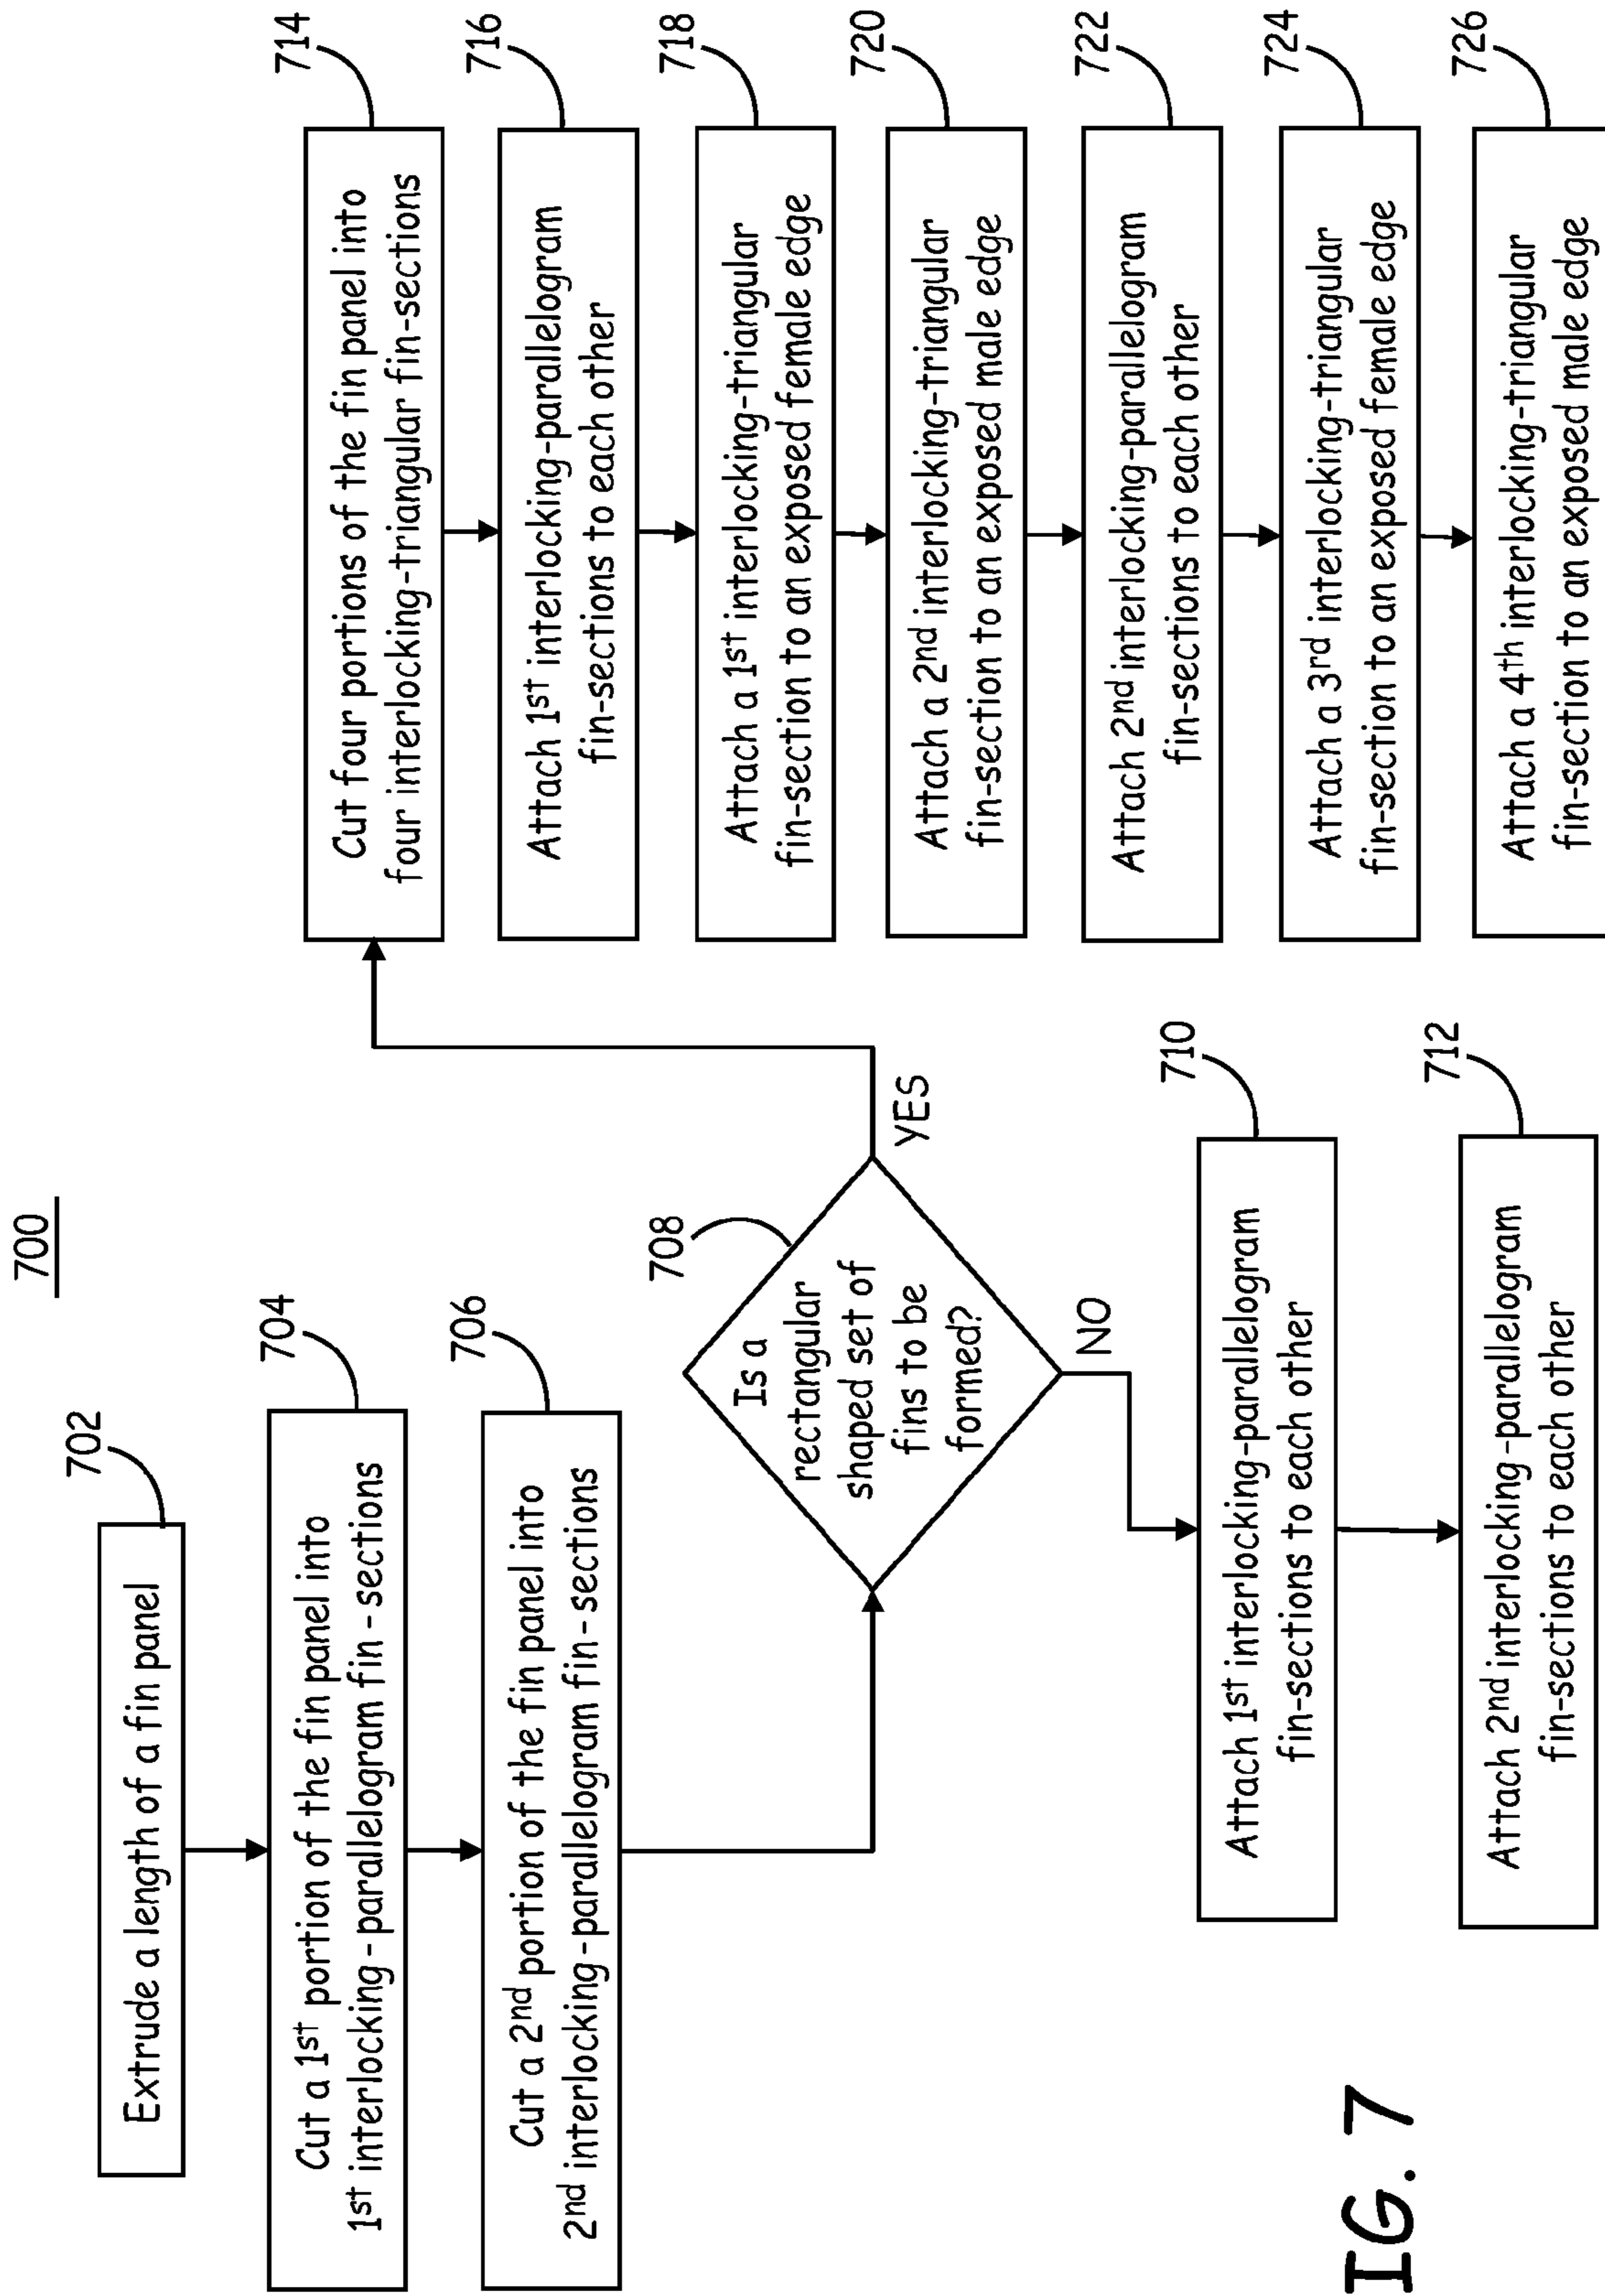 700
702
Extrude a length of a fin panel
704
Cut a 1st portion of the fin panel into
1st interlocking-parallelogram fin-sections
706
Cut a 2nd portion of the fin panel into
2nd interlocking-parallelogram fin-sections
708
Is a
rectangular
shaped set of
fins to be
formed?
YES
NO
710
Attach 1st interlocking-parallelogram
fin-sections to each other
712
Attach 2nd interlocking-parallelogram
fin-sections to each other
714
Cut four portions of the fin panel into
four interlocking-triangular fin-sections
716
Attach 1st interlocking-parallelogram
fin-sections to each other
718
Attach a 1st interlocking-triangular
fin-section to an exposed female edge
720
Attach a 2nd interlocking-triangular
fin-section to an exposed male edge
722
Attach 2nd interlocking-parallelogram
fin-sections to each other
724
Attach a 3rd interlocking-triangular
fin-section to an exposed female edge
726
Attach a 4th interlocking-triangular
fin-section to an exposed male edge
IG. 7